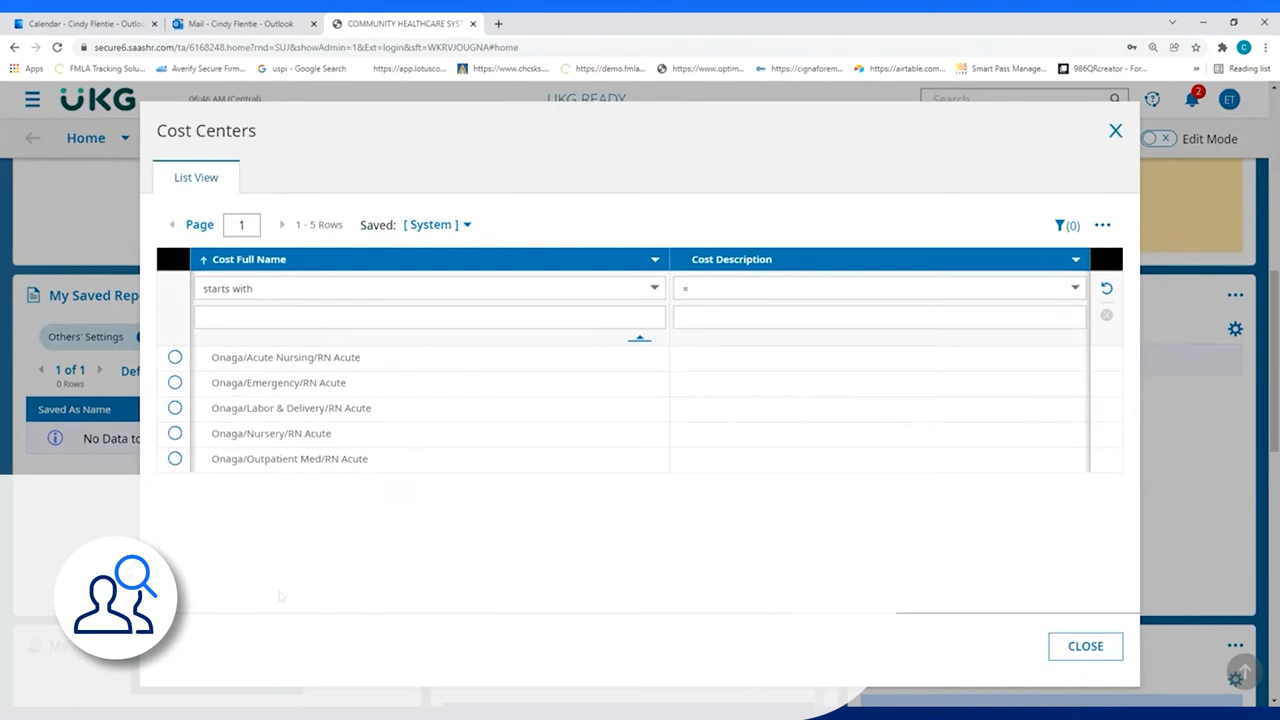 Calendar - Cindy Flentie - Outloo
Mail - Cindy Flentie - Outlook
COMMUNITY HEALTHCARE SYS
secure6.saashr.com/ta/6168248.home?rnd=SUJ&showAdmin=1&Ext=login&sft=WKRVJOUGNA#home
Apps
FMLA Tracking Solu...
Averify Secure Firm...
uspi - Google Search
https://app.lotusco...
https://www.chcsks...
https://demo.fmla...
https://www.optim...
https://cignaforem...
https://airtable.com...
Smart Pass Manage...
986QRcreator - For...
»
Reading list
UKG
06:46 AM (Central)
UKG READY
Search
2
ET
Home
Edit Mode
Cost Centers
List View
Page 1 1 - 5 Rows Saved: [ System ]
(0)
Cost Full Name
Cost Description
starts with
=
Onaga/Acute Nursing/RN Acute
Onaga/Emergency/RN Acute
Onaga/Labor & Delivery/RN Acute
Onaga/Nursery/RN Acute
Onaga/Outpatient Med/RN Acute
CLOSE
My Saved Rep
Others' Settings
1 of 1
Def
0 Rows
Saved As Name
No Data to